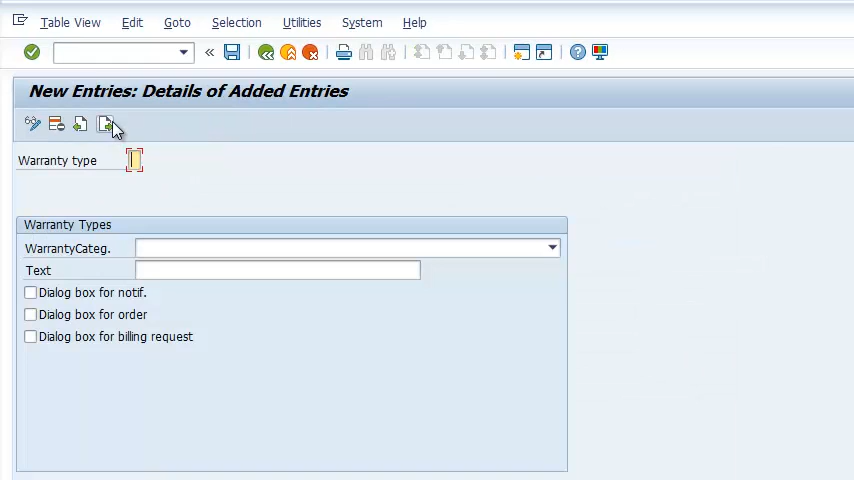 Table View Edit Goto Selection Utilities System Help
New Entries: Details of Added Entries
Warranty type
Warranty Types
WarrantyCateg.
Text
Dialog box for notif.
Dialog box for order
Dialog box for billing request